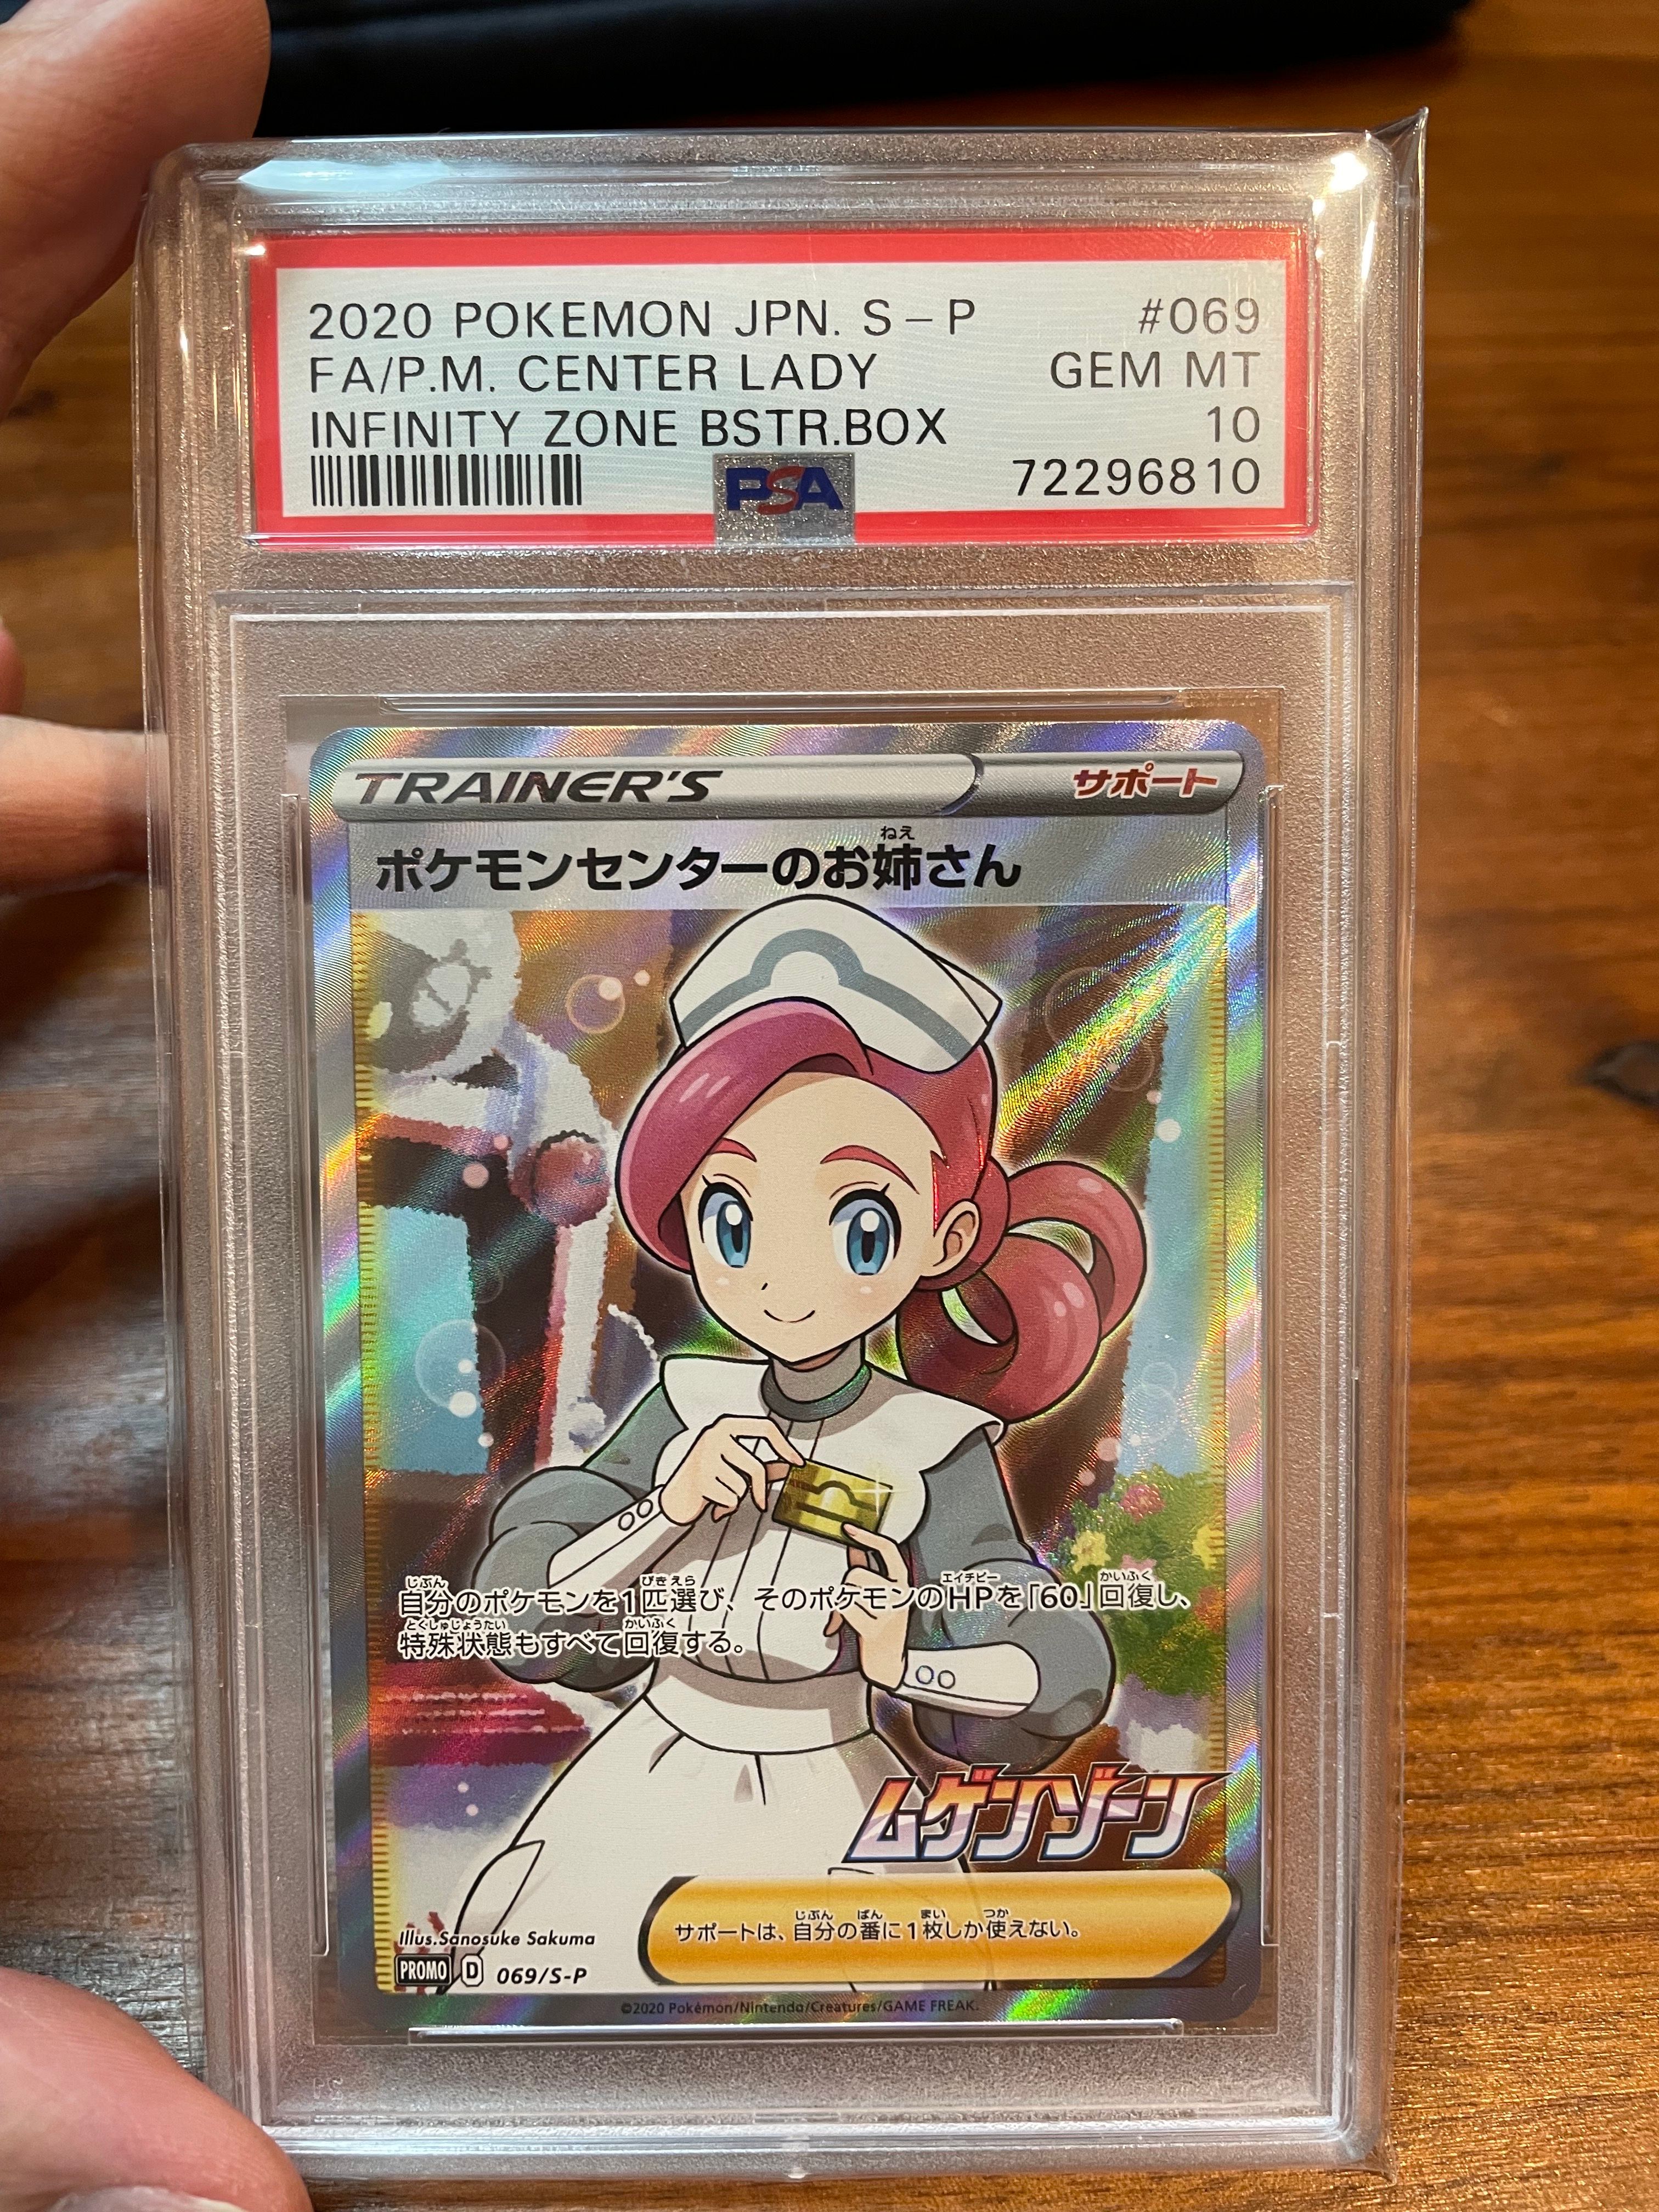 2020 POKEMON JPN. S-P #069
FA/P.M. CENTER LADY GEM MT
INFINITY ZONE BSTR.BOX 10
PSA 72296810
TRAINER'S サポート
ねえ
ポケモンセンターのお姉さん
じぶん びきえら エイチピー かいふく
自分のポケモンを1匹選び、そのポケモンのHPを「60」回復し、
とくしゅじょうたい かいふく
特殊状態もすべて回復する。
ムゲンゾーン
じぶん ばん まい つか
サポートは、自分の番に1枚しか使えない。
Illus.Sanosuke Sakuma
PROMO D 069/S-P
©2020 Pokémon/Nintendo/Creatures/GAME FREAK.